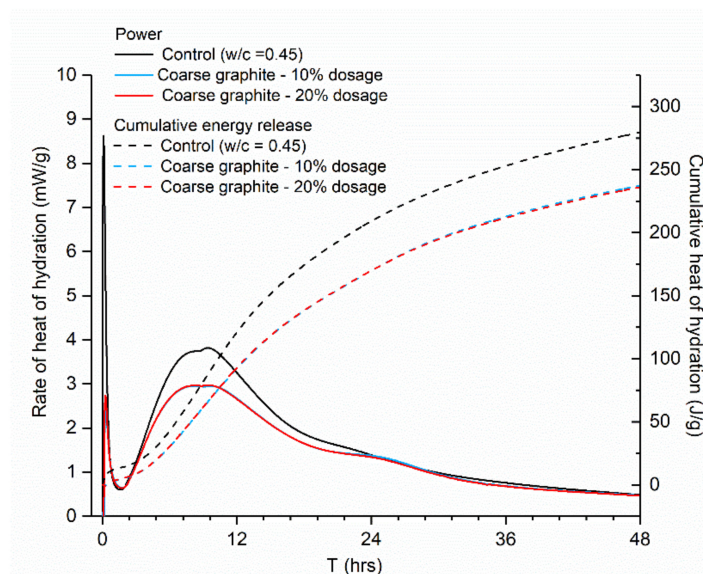 Power
Control (w/c =0.45)
Coarse graphite - 10% dosage
Coarse graphite - 20% dosage
Cumulative energy release
Control (w/c = 0.45)
Coarse graphite - 10% dosage
Coarse graphite - 20% dosage
Rate of heat of hydration (mW/g)
10
9
8
7
6
5
4
3
2
1
0
0
12
24
36
48
T (hrs)
300
250
200
150
100
50
0
Cumulative heat of hydration (J/g)